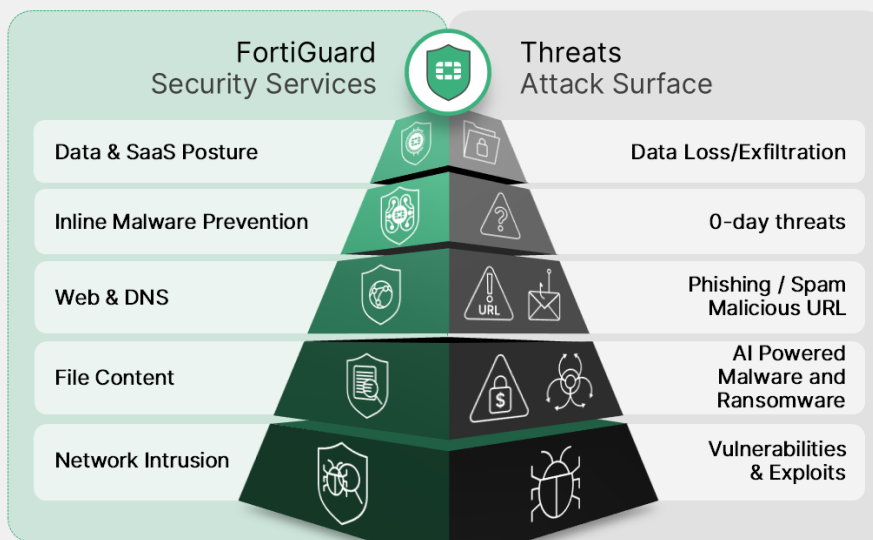 FortiGuard
Security Services
Threats
Attack Surface
Data & SaaS Posture
Data Loss/Exfiltration
Inline Malware Prevention
?
0-day threats
Web & DNS
!
URL
Phishing / Spam
Malicious URL
File Content
$
AI Powered
Malware and
Ransomware
Network Intrusion
Vulnerabilities
& Exploits